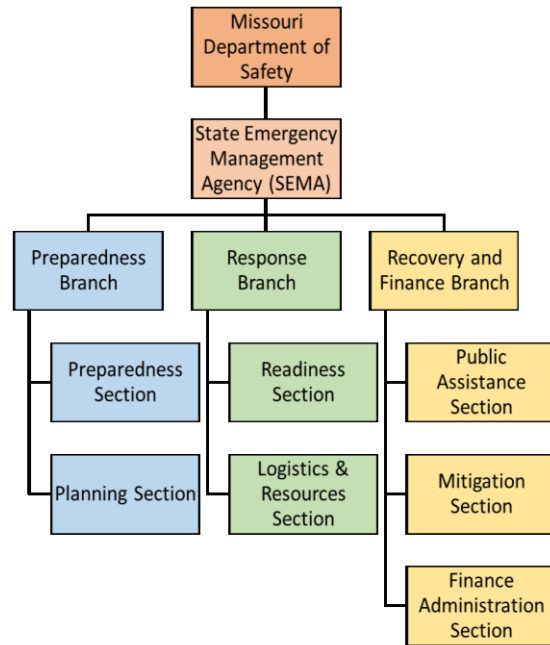 Missouri
Department of
Safety
State Emergency
Management
Agency (SEMA)
Preparedness
Branch
Response
Branch
Recovery and
Finance Branch
Preparedness
Section
Readiness
Section
Public
Assistance
Section
Planning Section
Logistics &
Resources
Section
Mitigation
Section
Finance
Administration
Section